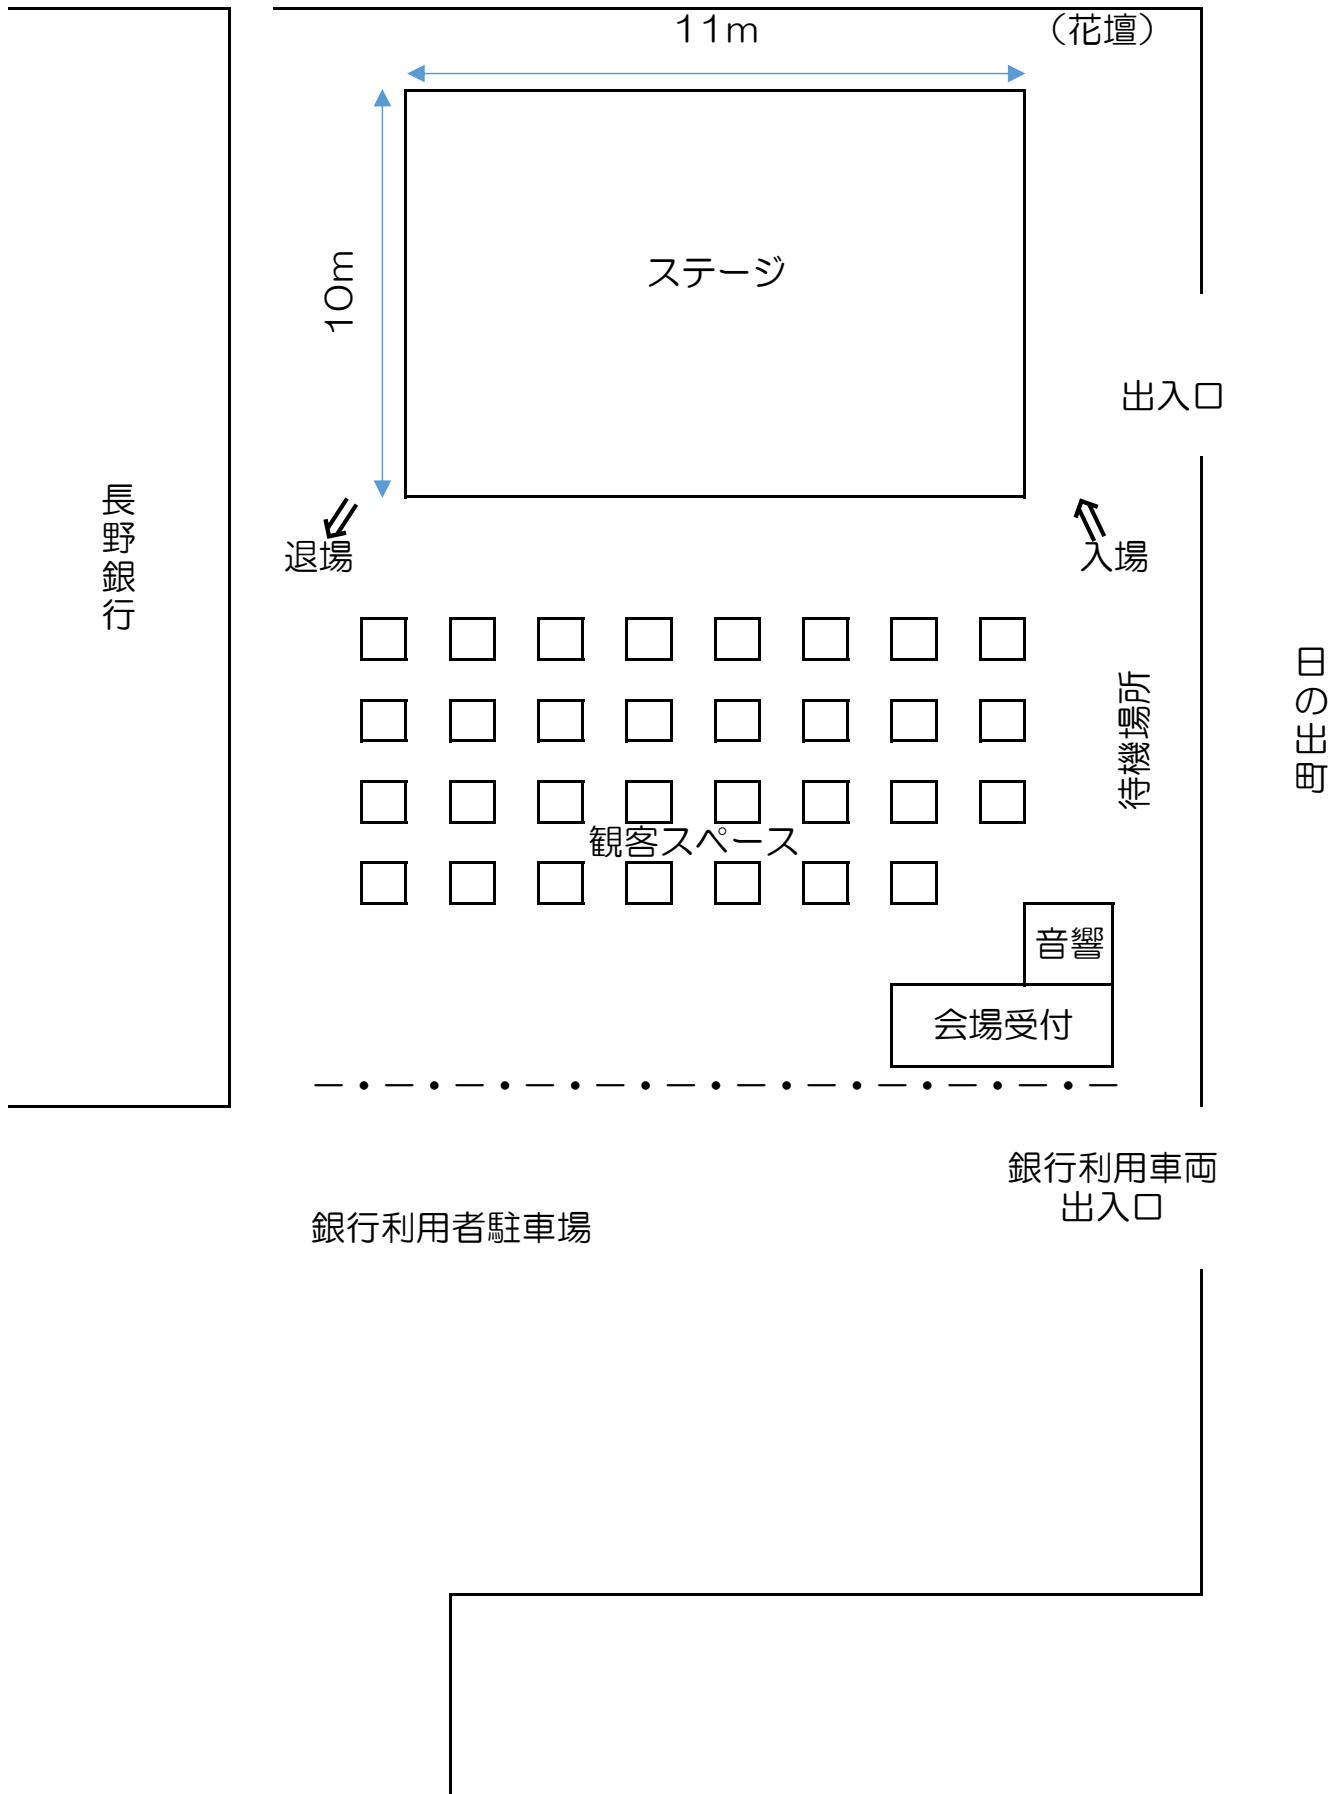 11m
（花壇）
10m
ステージ
出入口
長野銀行
退場
入場
待機場所
日の出町
観客スペース
音響
会場受付
銀行利用車両
出入口
銀行利用者駐車場